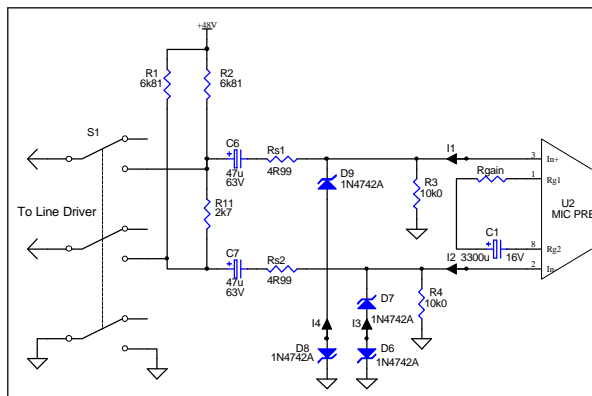 +48V
R1
6k81
R2
6k81
S1
C6
+
47u
63V
Rs1
4R99
I1
3
In+
D9
1N4742A
R3
10k0
Rgain
1
Rg1
U2
MIC PRE
R11
2k7
To Line Driver
C1
+
3300u
16V
8
Rg2
C7
+
47u
63V
Rs2
4R99
I2
2
In-
D7
1N4742A
R4
10k0
I4
I3
D8
1N4742A
D6
1N4742A